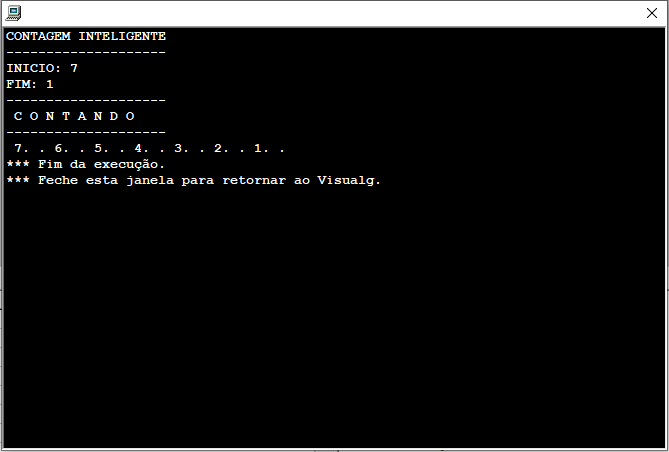 CONTAGEM INTELIGENTE
--------------------
INICIO: 7
FIM: 1
--------------------
C O N T A N D O
--------------------
7. . 6. . 5. . 4. . 3. . 2. . 1. .
*** Fim da execução.
*** Feche esta janela para retornar ao Visualg.